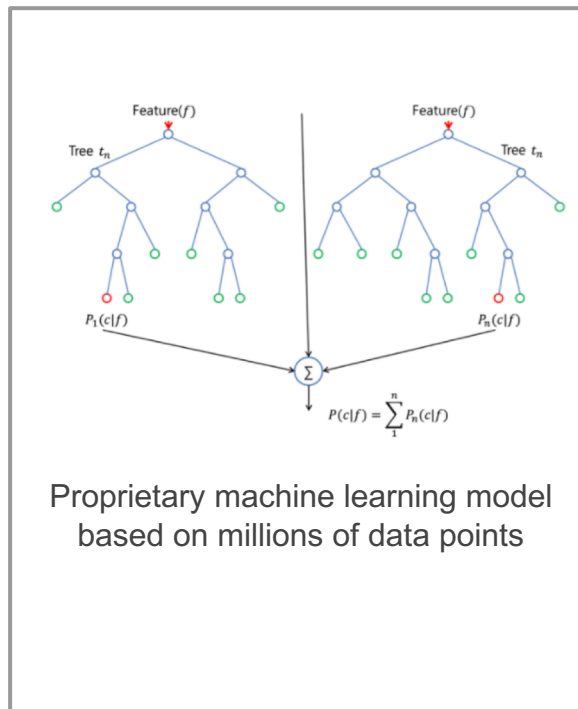 Feature(f)
Feature(f)
Tree tₙ
Tree tₙ
P₁(c|f)
Pₙ(c|f)
Σ
P(c|f) = ∑₁ⁿ Pₙ(c|f)
Proprietary machine learning model
based on millions of data points